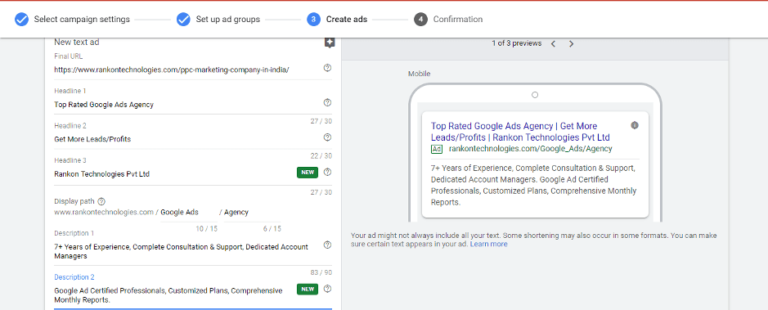 Select campaign settings
Set up ad groups
3 Create ads
4 Confirmation
New text ad
Final URL
https://www.rankontechnologies.com/ppc-marketing-company-in-india/
Headline 1
Top Rated Google Ads Agency
27 / 30
Headline 2
Get More Leads/Profits
22 / 30
Headline 3
Rankon Technologies Pvt Ltd
NEW
27 / 30
Display path
www.rankontechnologies.com / Google Ads / Agency
10 / 15 6 / 15
Description 1
7+ Years of Experience, Complete Consultation & Support, Dedicated Account
Managers
83 / 90
Description 2
Google Ad Certified Professionals, Customized Plans, Comprehensive
Monthly Reports.
NEW
1 of 3 previews
Mobile
Top Rated Google Ads Agency | Get More
Leads/Profits | Rankon Technologies Pvt Ltd
Ad rankontechnologies.com/Google_Ads/Agency
7+ Years of Experience, Complete Consultation & Support,
Dedicated Account Managers. Google Ad Certified
Professionals, Customized Plans, Comprehensive Monthly
Reports.
Your ad might not always include all your text. Some shortening may also occur in some formats. You can make
sure certain text appears in your ad. Learn more